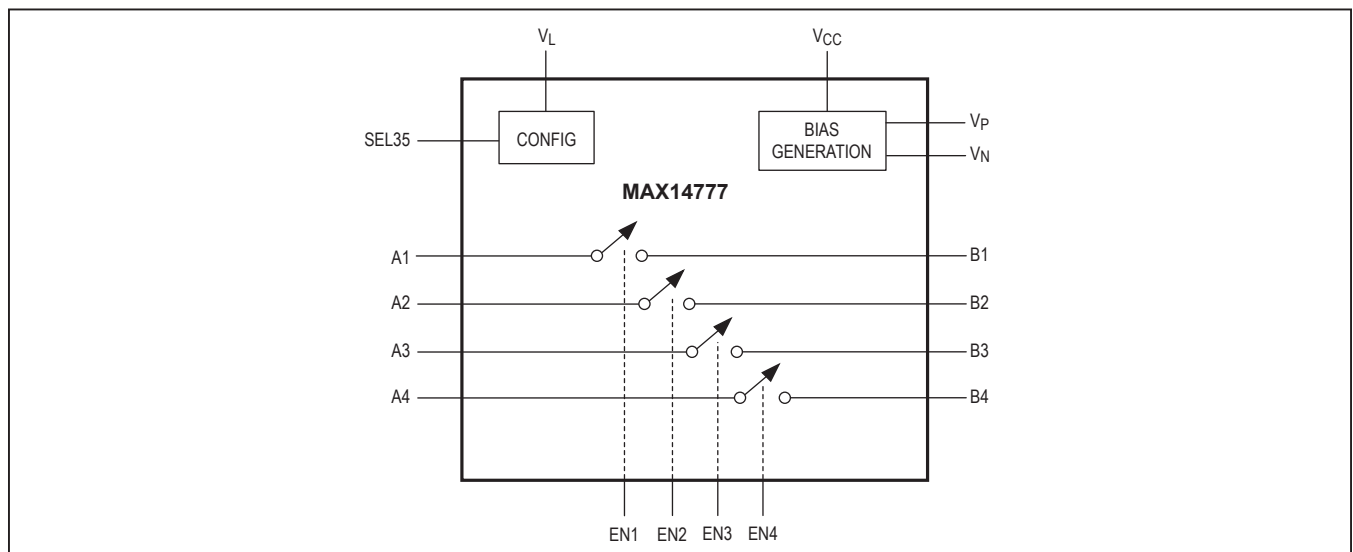 VL
VCC
SEL35
CONFIG
BIAS
GENERATION
VP
VN
MAX14777
A1
B1
A2
B2
A3
B3
A4
B4
EN1
EN2
EN3
EN4